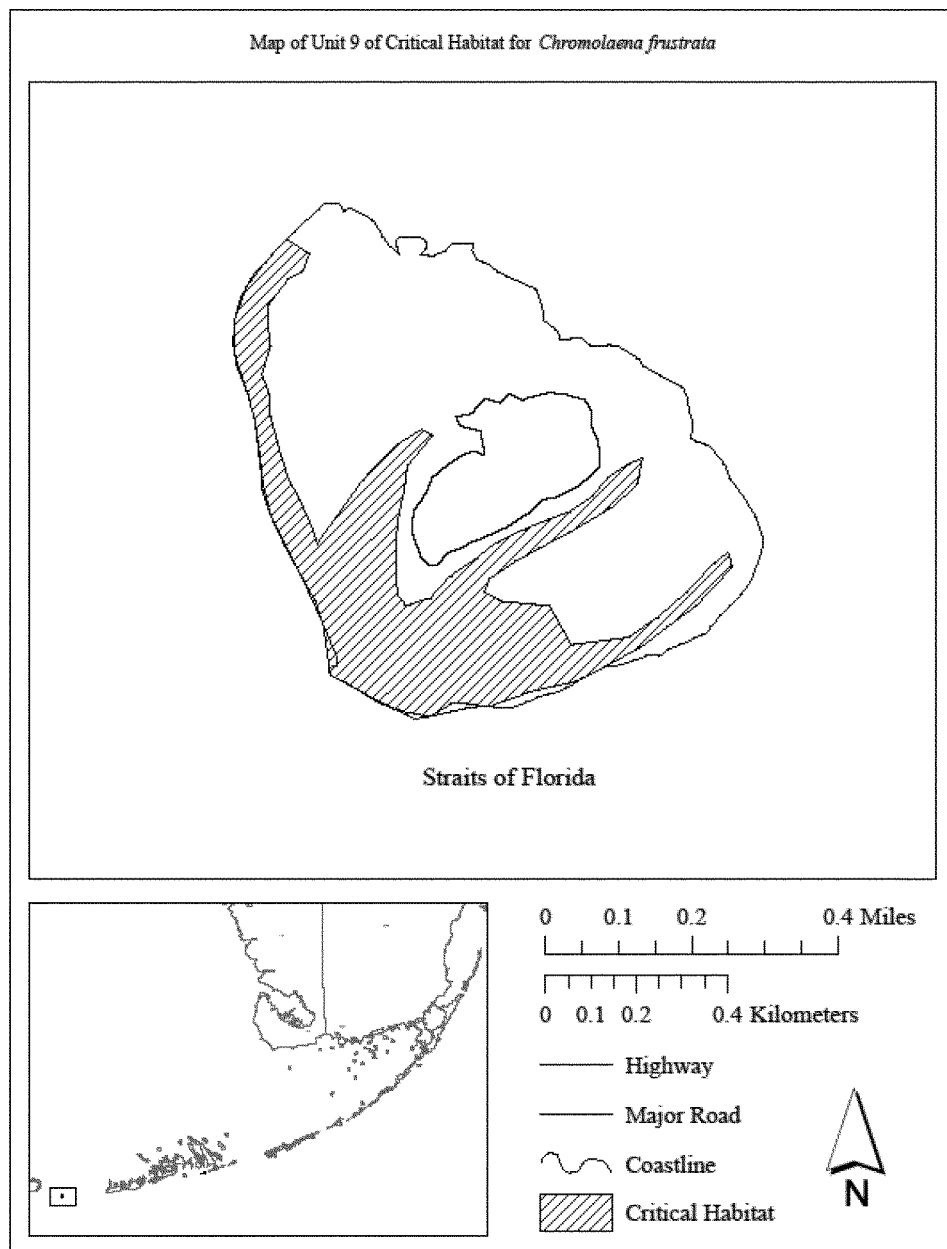 Map of Unit 9 of Critical Habitat for Chromolaena frustrata
Straits of Florida
0 0.1 0.2 0.4 Miles
0 0.1 0.2 0.4 Kilometers
Highway
Major Road
Coastline
Critical Habitat
N